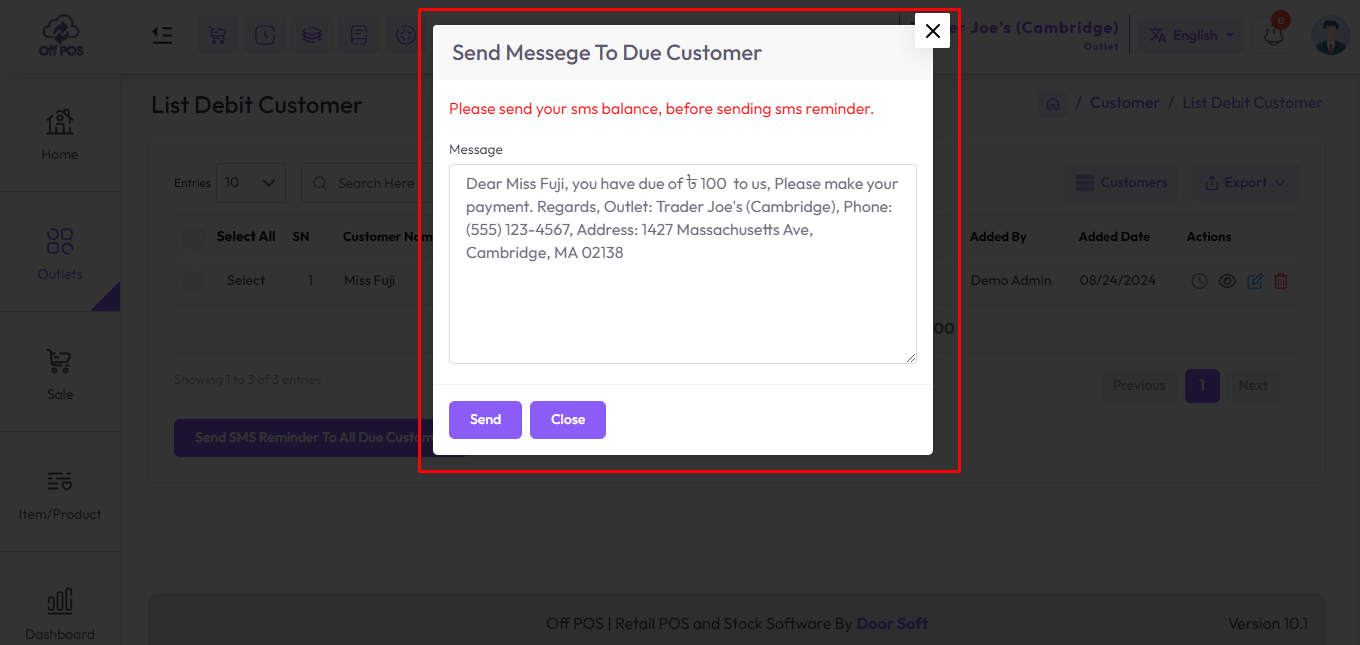 Off POS
er Joe's (Cambridge)
Outlet
English
0
Send Messege To Due Customer
List Debit Customer
/ Customer / List Debit Customer
Please send your sms balance, before sending sms reminder.
Home
Message
Entries 10 Search Here
Customers Export
Dear Miss Fuji, you have due of ৳ 100 to us, Please make your
payment. Regards, Outlet: Trader Joe's (Cambridge), Phone:
(555) 123-4567, Address: 1427 Massachusetts Ave,
Cambridge, MA 02138
Select All SN Customer Nam Added By Added Date Actions
Outlets
Select 1 Miss Fuji Demo Admin 08/24/2024
00
Showing 1 to 3 of 3 entries
Previous 1 Next
Sale
Send Close
Send SMS Reminder To All Due Custom
Item/Product
Off POS | Retail POS and Stock Software By Door Soft
Version 10.1
Dashboard